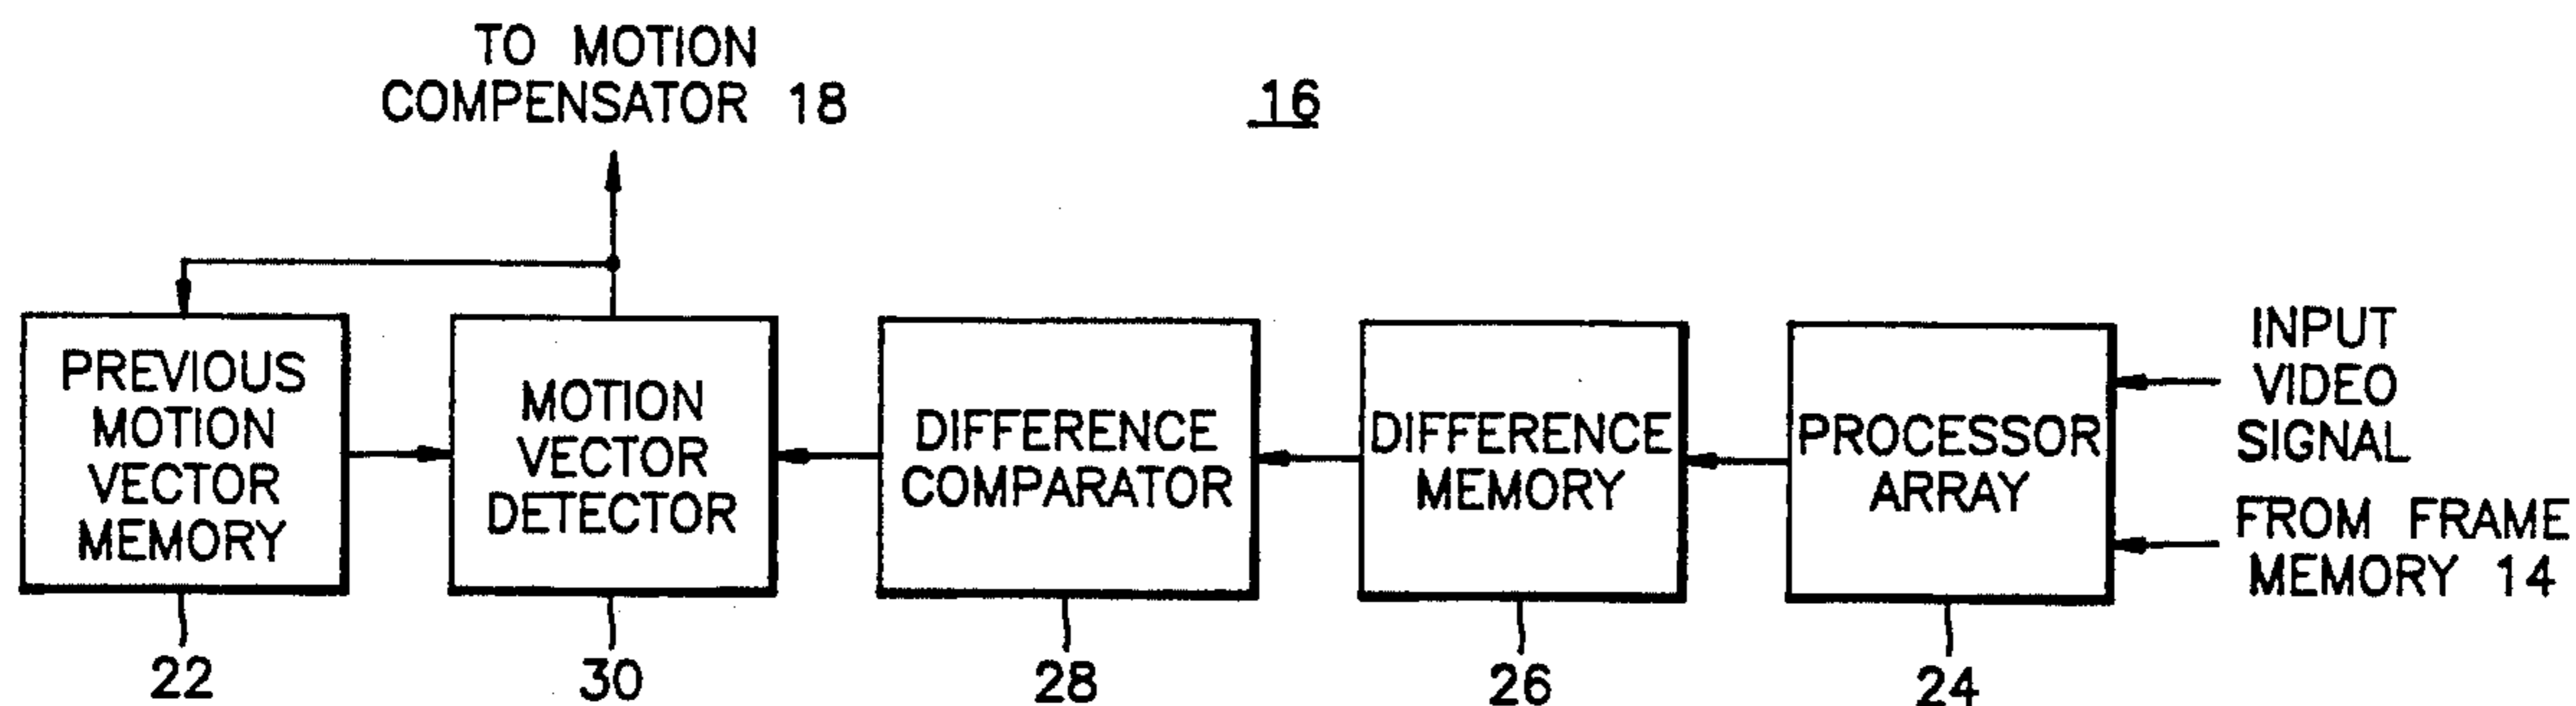 TO MOTION
COMPENSATOR 18
16
PREVIOUS
MOTION
VECTOR
MEMORY
MOTION
VECTOR
DETECTOR
DIFFERENCE
COMPARATOR
DIFFERENCE
MEMORY
PROCESSOR
ARRAY
INPUT
VIDEO
SIGNAL
FROM FRAME
MEMORY 14
22
30
28
26
24